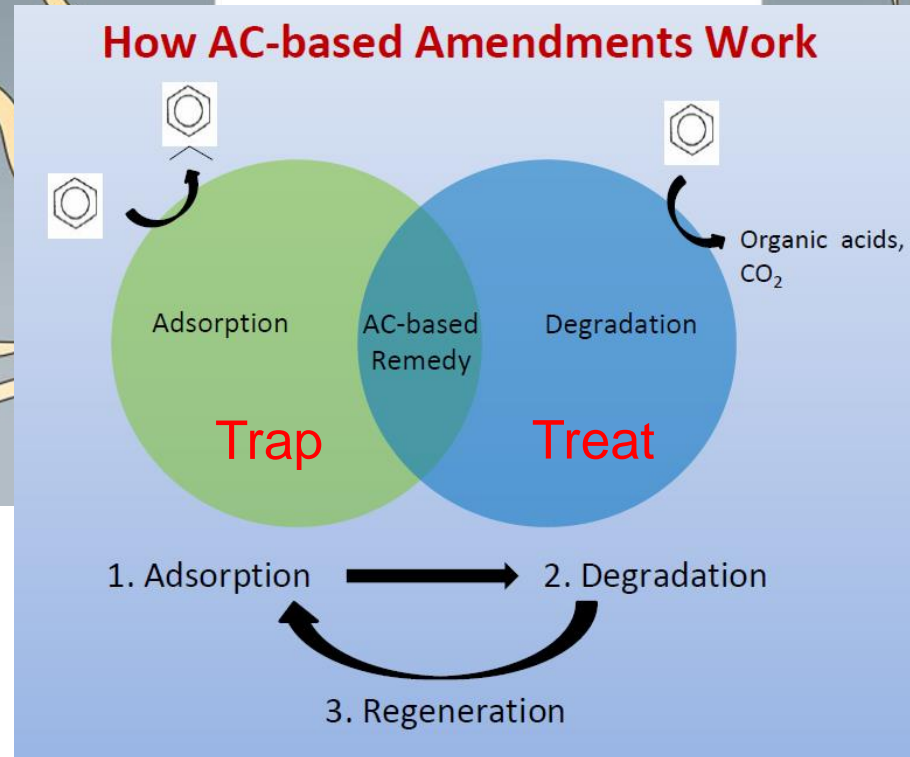 How AC-based Amendments Work
Organic acids,
CO₂
Adsorption
AC-based
Remedy
Degradation
Trap
Treat
1. Adsorption
2. Degradation
3. Regeneration